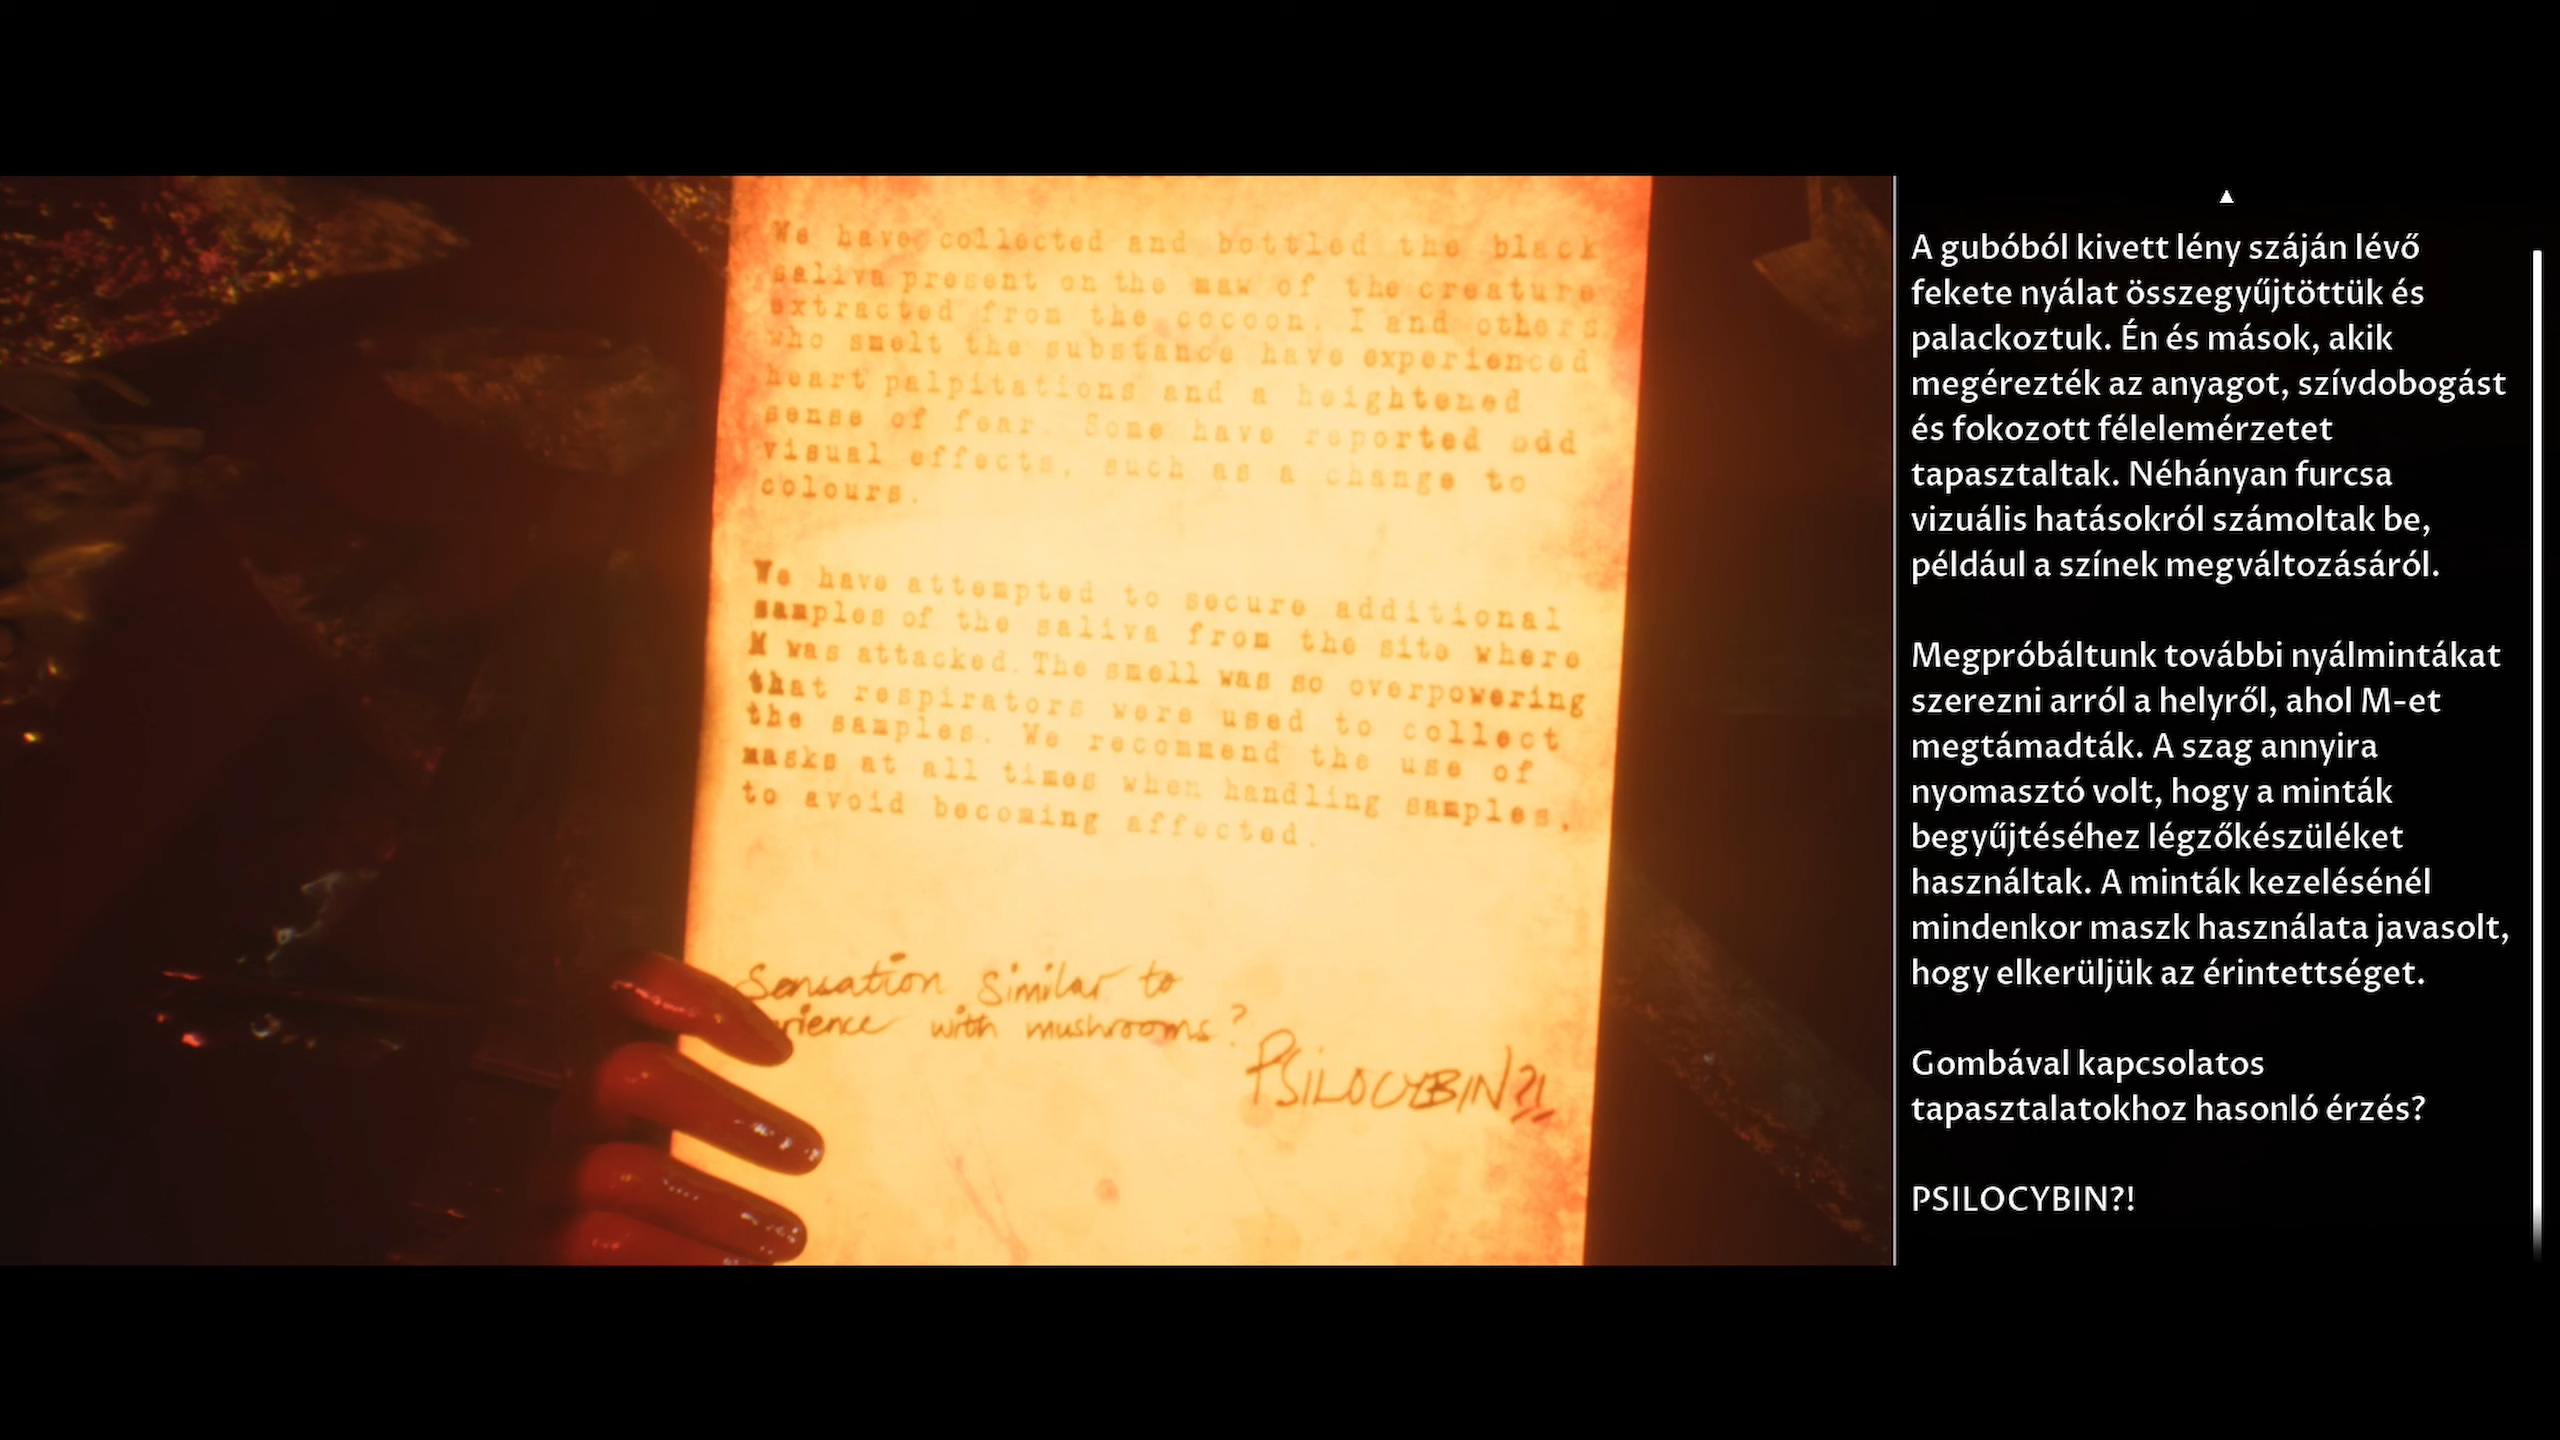 We have collected and bottled the black
saliva present on the maw of the creature
extracted from the cocoon. I and others
who smelt the substance have experienced
heart palpitations and a heightened
sense of fear. Some have reported odd
visual effects, such as a change to
colours.
We have attempted to secure additional
samples of the saliva from the site where
M was attacked. The smell was so overpowering
that respirators were used to collect
the samples. We recommend the use of
masks at all times when handling samples,
to avoid becoming affected.
Sensation similar to
rience with mushrooms?
PSILOCYBIN?!
A gubóból kivett lény száján lévő
fekete nyálat összegyűjtöttük és
palackoztuk. Én és mások, akik
megérezték az anyagot, szívdobogást
és fokozott félelemérzetet
tapasztaltak. Néhányan furcsa
vizuális hatásokról számoltak be,
például a színek megváltozásáról.
Megpróbáltunk további nyálmintákat
szerezni arról a helyről, ahol M-et
megtámadták. A szag annyira
nyomasztó volt, hogy a minták
begyűjtéséhez légzőkészüléket
használtak. A minták kezelésénél
mindenkor maszk használata javasolt,
hogy elkerüljük az érintettséget.
Gombával kapcsolatos
tapasztalatokhoz hasonló érzés?
PSILOCYBIN?!